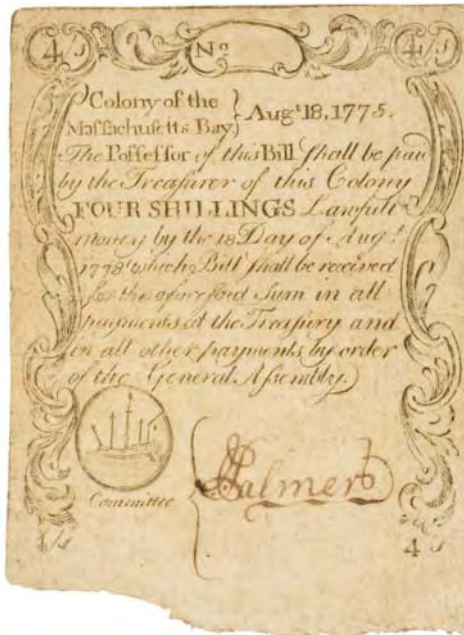 4/s Nº 4/s
Colony of the
Massachusetts Bay } Augt 18, 1775.
The Possessor of this Bill shall be paid
by the Treasurer of this Colony
FOUR SHILLINGS Lawfull
Money by the 18 Day of Augt
1778 which Bill shall be received
for the aforesaid Sum in all
payments at the Treasury and
in all other payments by order
of the General Assembly.
Committee
JPalmer
4/s 4/s